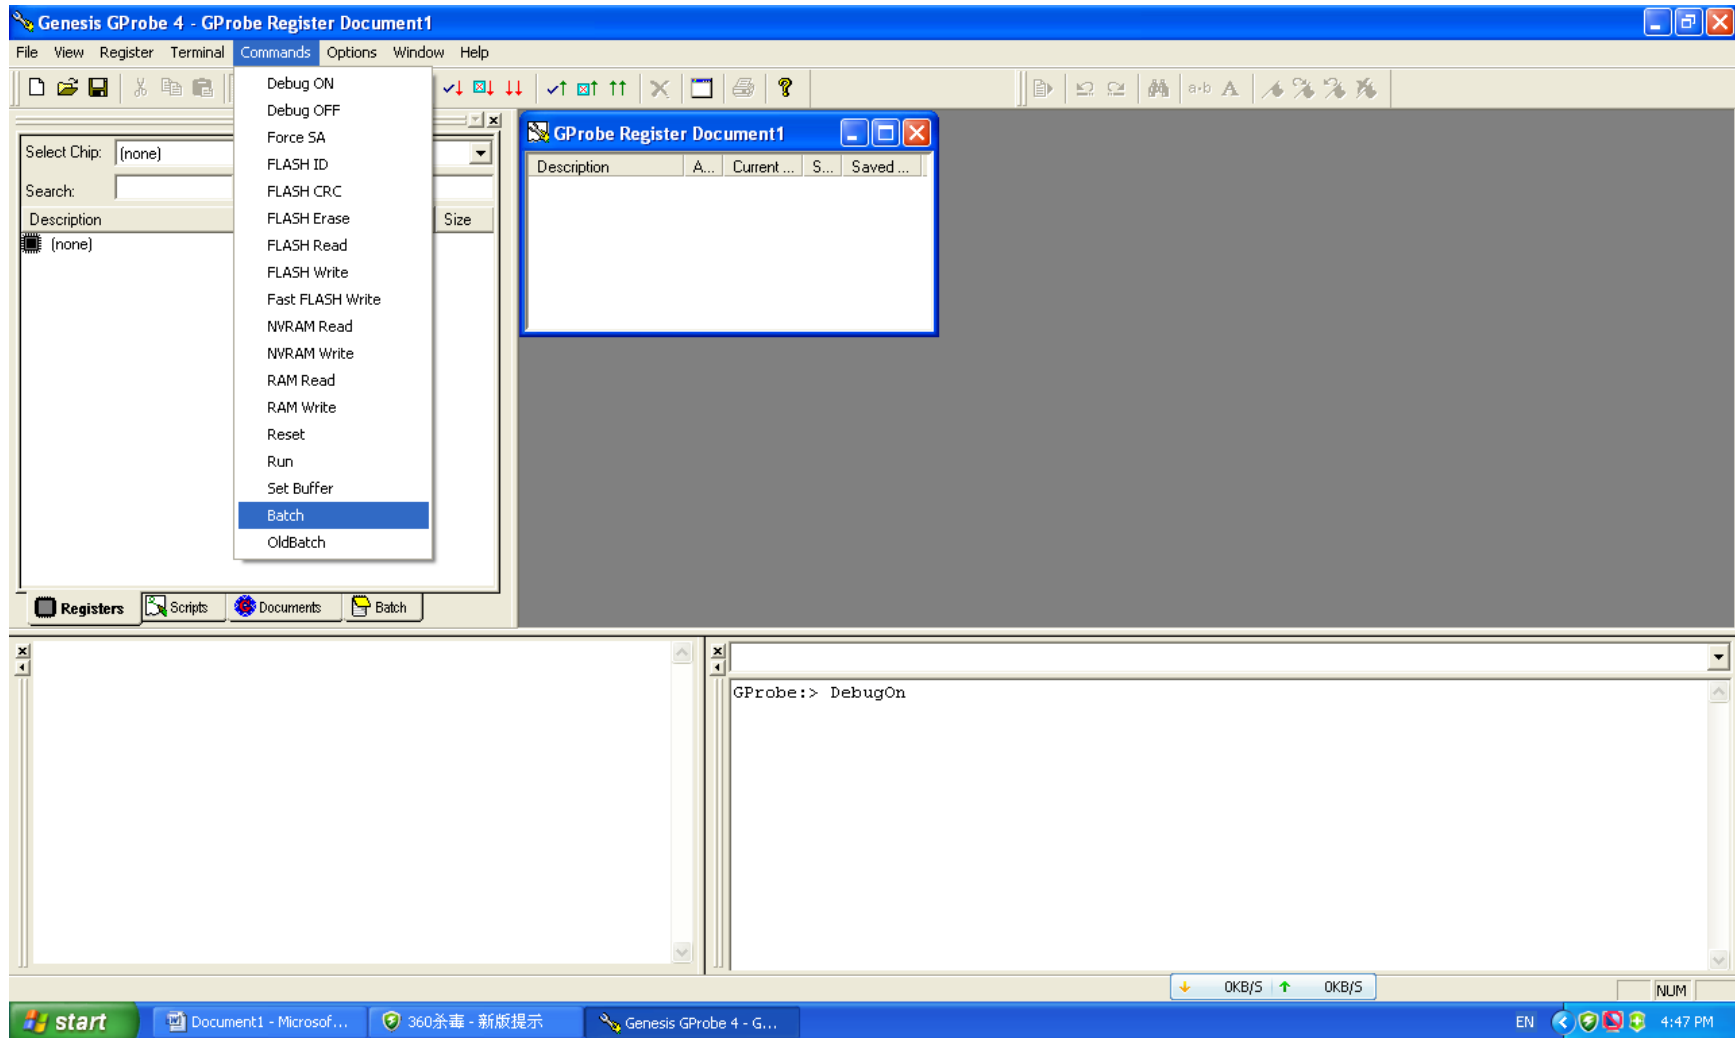 Genesis GProbe 4 - GProbe Register Document1
File View Register Terminal Commands Options Window Help
Debug ON
Debug OFF
Force SA
FLASH ID
FLASH CRC
FLASH Erase
FLASH Read
FLASH Write
Fast FLASH Write
NVRAM Read
NVRAM Write
RAM Read
RAM Write
Reset
Run
Set Buffer
Batch
OldBatch
a·b A
Select Chip: (none)
Search:
Description Size
(none)
Registers Scripts Documents Batch
GProbe Register Document1
Description A... Current ... S... Saved ...
GProbe:> DebugOn
0KB/S 0KB/S
NUM
start Document1 - Microsof... 360杀毒 - 新版提示 Genesis GProbe 4 - G... EN 4:47 PM